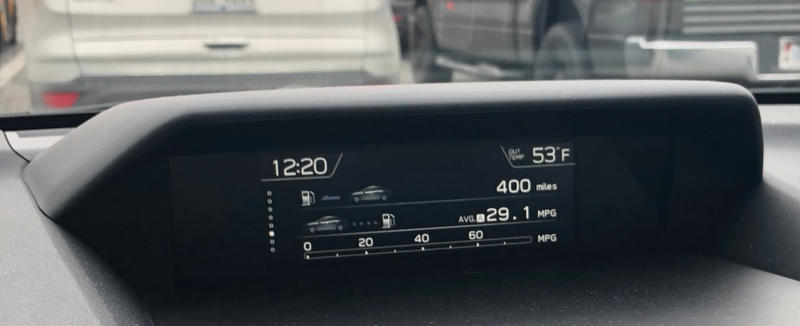 12:20
OUT TEMP 53°F
400 miles
AVG. A 29.1 MPG
0 20 40 60 MPG